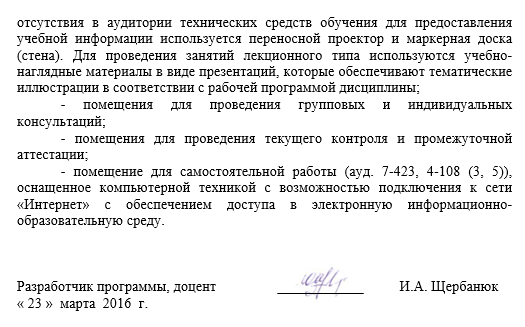 отсутствия в аудитории технических средств обучения для предоставления
учебной информации используется переносной проектор и маркерная доска
(стена). Для проведения занятий лекционного типа используются учебно-
наглядные материалы в виде презентаций, которые обеспечивают тематические
иллюстрации в соответствии с рабочей программой дисциплины;
- помещения для проведения групповых и индивидуальных
консультаций;
- помещения для проведения текущего контроля и промежуточной
аттестации;
- помещение для самостоятельной работы (ауд. 7-423, 4-108 (3, 5)),
оснащенное компьютерной техникой с возможностью подключения к сети
«Интернет» с обеспечением доступа в электронную информационно-
образовательную среду.
Разработчик программы, доцент ____________ И.А. Щербанюк
« 23 » марта 2016 г.